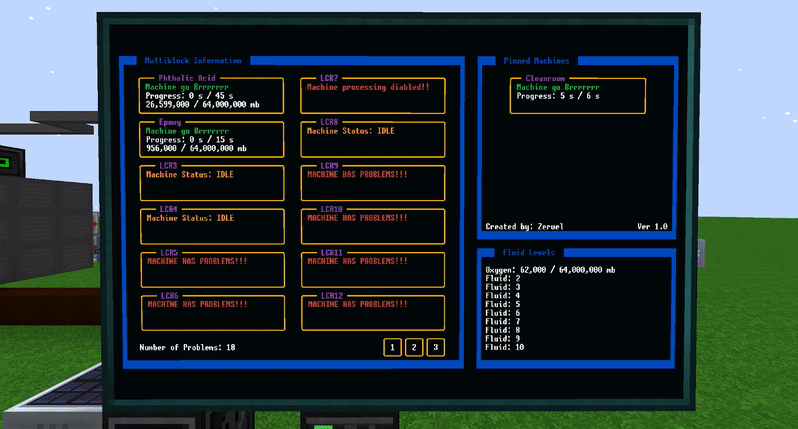 Multiblock Information
Phthalic Acid
Machine go Brrrrrrr
Progress: 0 s / 45 s
26,599,000 / 64,000,000 mb
Epoxy
Machine go Brrrrrrr
Progress: 0 s / 15 s
956,000 / 64,000,000 mb
LCR3
Machine Status: IDLE
LCR4
Machine Status: IDLE
LCR5
MACHINE HAS PROBLEMS!!!
LCR6
MACHINE HAS PROBLEMS!!!
LCR7
Machine processing diabled!!
LCR8
Machine Status: IDLE
LCR9
MACHINE HAS PROBLEMS!!!
LCR10
MACHINE HAS PROBLEMS!!!
LCR11
MACHINE HAS PROBLEMS!!!
LCR12
MACHINE HAS PROBLEMS!!!
Number of Problems: 18
1 2 3
Pinned Machines
Cleanroom
Machine go Brrrrrrr
Progress: 5 s / 6 s
Created by: Zeruel Ver 1.0
Fluid Levels
Oxygen: 62,000 / 64,000,000 mb
Fluid: 2
Fluid: 3
Fluid: 4
Fluid: 5
Fluid: 6
Fluid: 7
Fluid: 8
Fluid: 9
Fluid: 10